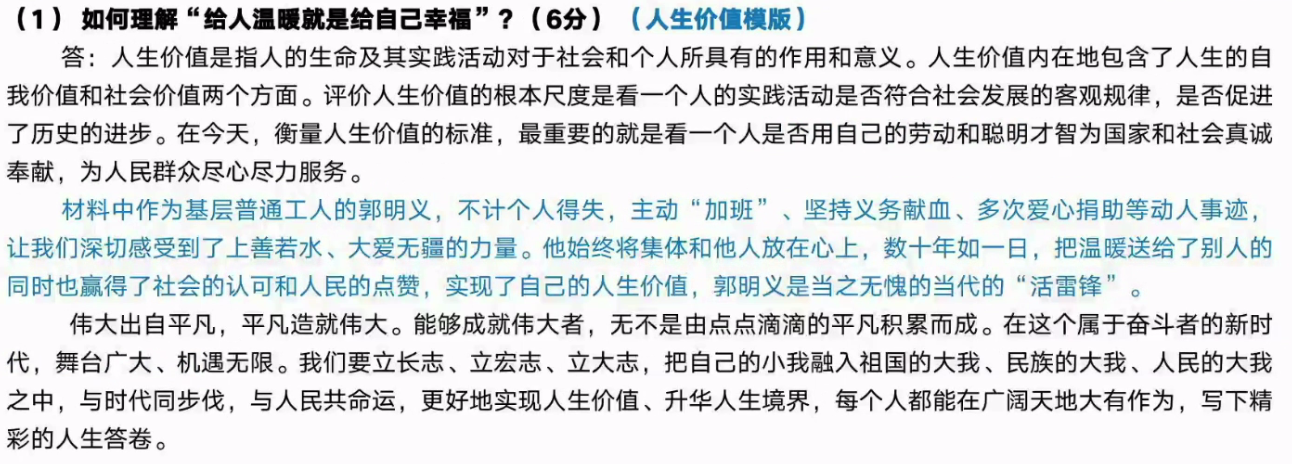 （1）如何理解“给人温暖就是给自己幸福”？（6分）（人生价值模版）
答：人生价值是指人的生命及其实践活动对于社会和个人所具有的作用和意义。人生价值内在地包含了人生的自
我价值和社会价值两个方面。评价人生价值的根本尺度是看一个人的实践活动是否符合社会发展的客观规律，是否促进
了历史的进步。在今天，衡量人生价值的标准，最重要的就是看一个人是否用自己的劳动和聪明才智为国家和社会真诚
奉献，为人民群众尽心尽力服务。
材料中作为基层普通工人的郭明义，不计个人得失，主动“加班”、坚持义务献血、多次爱心捐助等动人事迹，
让我们深切感受到了上善若水、大爱无疆的力量。他始终将集体和他人放在心上，数十年如一日，把温暖送给了别人的
同时也赢得了社会的认可和人民的点赞，实现了自己的人生价值，郭明义是当之无愧的当代的“活雷锋”。
伟大出自平凡，平凡造就伟大。能够成就伟大者，无不是由点点滴滴的平凡积累而成。在这个属于奋斗者的新时
代，舞台广大、机遇无限。我们要立长志、立宏志、立大志，把自己的小我融入祖国的大我、民族的大我、人民的大我
之中，与时代同步伐，与人民共命运，更好地实现人生价值、升华人生境界，每个人都能在广阔天地大有作为，写下精
彩的人生答卷。